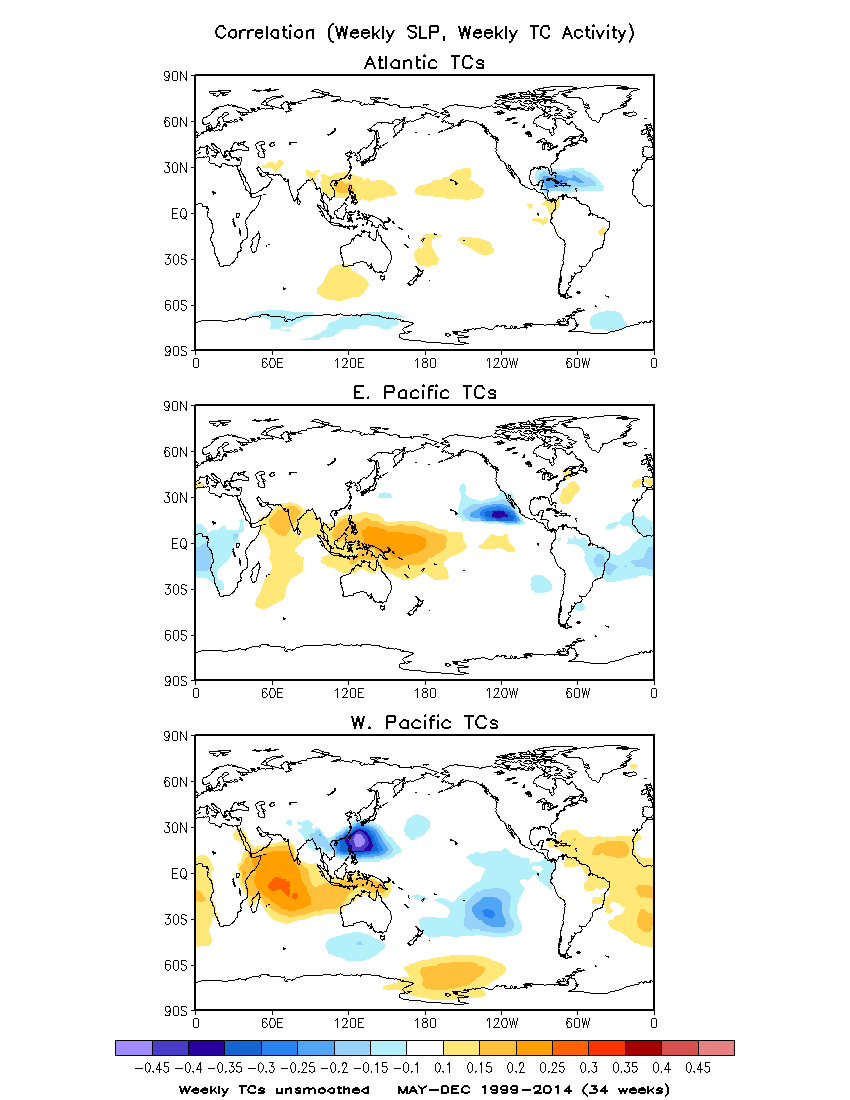 Correlation (Weekly SLP, Weekly TC Activity)
Atlantic TCs
90N
60N
30N
EQ
30S
60S
90S
0 60E 120E 180 120W 60W 0
E. Pacific TCs
90N
60N
30N
EQ
30S
60S
90S
0 60E 120E 180 120W 60W 0
W. Pacific TCs
90N
60N
30N
EQ
30S
60S
90S
0 60E 120E 180 120W 60W 0
-0.45 -0.4 -0.35 -0.3 -0.25 -0.2 -0.15 -0.1 0.1 0.15 0.2 0.25 0.3 0.35 0.4 0.45
Weekly TCs unsmoothed MAY-DEC 1999-2014 (34 weeks)